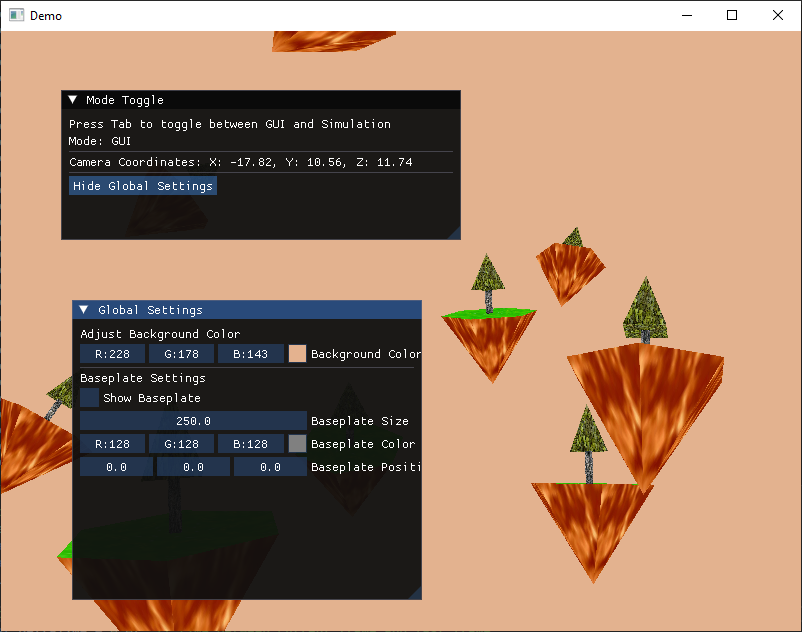 Demo
Mode Toggle
Press Tab to toggle between GUI and Simulation
Mode: GUI
Camera Coordinates: X: -17.82, Y: 10.56, Z: 11.74
Hide Global Settings
Global Settings
Adjust Background Color
R:228 G:178 B:143 Background Color
Baseplate Settings
Show Baseplate
250.0 Baseplate Size
R:128 G:128 B:128 Baseplate Color
0.0 0.0 0.0 Baseplate Positi